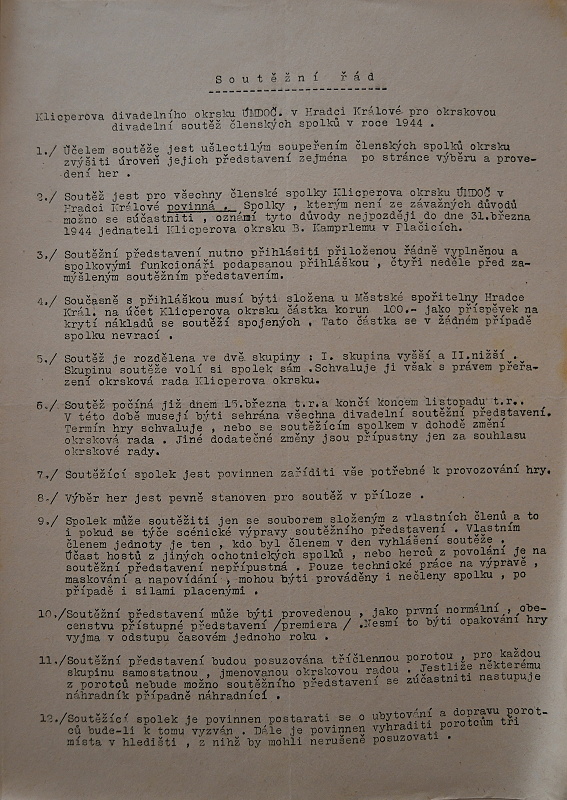 Soutěžní řád
Klicperova divadelního okrsku ÚMDOČ. v Hradci Králové pro okrskovou
divadelní soutěž členských spolků v roce 1944 .
1./ Účelem soutěže jest ušlechtilým soupeřením členských spolků okrsku
zvýšiti úroveň jejich představení zejména po stránce výběru a prove-
dení her .
2./ Soutěž jest pro všechny členské spolky Klicperova okrsku ÚMDOČ v
Hradci Králové povinná . Spolky , kterým není ze závažných důvodů
možno se súčastniti , oznámí tyto důvody nejpozději do dne 31.března
1944 jednateli Klicperova okrsku B. Kamprlemu v Plačicích.
3./ Soutěžní představení nutno přihlásiti přiloženou řádně vyplněnou a
spolkovými funkcionáři podapsanou přihláškou , čtyři neděle před za-
mýšleným soutěžním představením.
4./ Současně s přihláškou musí býti složena u Městské spořitelny Hradce
Král. na účet Klicperova okrsku částka korun 100.- jako příspěvek na
krytí nákladů se soutěží spojených . Tato částka se v žádném případě
spolku nevrací .
5./ Soutěž je rozdělena ve dvě skupiny : I. skupina vyšší a II.nižší .
Skupinu soutěže volí si spolek sám .Schvaluje ji však s právem přeřa-
zení okrsková rada Klicperova okrsku.
6./ Soutěž počíná již dnem 15.března t.r.a končí koncem listopadu t.r..
V této době musejí býti sehrána všechna divadelní soutěžní představení.
Termín hry schvaluje , nebo se soutěžícím spolkem v dohodě změní
okrsková rada . Jiné dodatečné změny jsou přípustny jen za souhlasu
okrskové rady.
7./ Soutěžící spolek jest povinnen zaříditi vše potřebné k provozování hry.
8./ Výběr her jest pevně stanoven pro soutěž v příloze .
9./ Spolek může soutěžiti jen se souborem složeným z vlastních členů a to
i pokud se týče scénické výpravy soutěžního představení . Vlastním
členem jednoty je ten , kdo byl členem v den vyhlášení soutěže .
Účast hostů z jiných ochotnických spolků , nebo herců z povolání je na
soutěžní představení nepřípustná . Pouze technické práce na výpravě ,
maskování a napovídání , mohou býti prováděny i nečleny spolku , po
případě i silami placenými .
10./Soutěžní představení může býti provedenou , jako první normální , obe-
censtvu přístupné představení /premiera / .Nesmí to býti opakování hry
vyjma v odstupu časovém jednoho roku .
11./Soutěžní představení budou posuzována tříčlennou porotou , pro každou
skupinu samostatnou , jmenovanou okrskovou radou . Jestliže některému
z porotců nebude možno soutěžního představení se zúčastniti nastupuje
náhradník případně náhradníci .
12./Soutěžící spolek je povinnen postarati se o ubytování a dopravu porot-
ců bude-li k tomu vyzván . Dále je povinnen vyhraditi porotcům tři
místa v hledišti , z nihž by mohli nerušeně posuzovati .